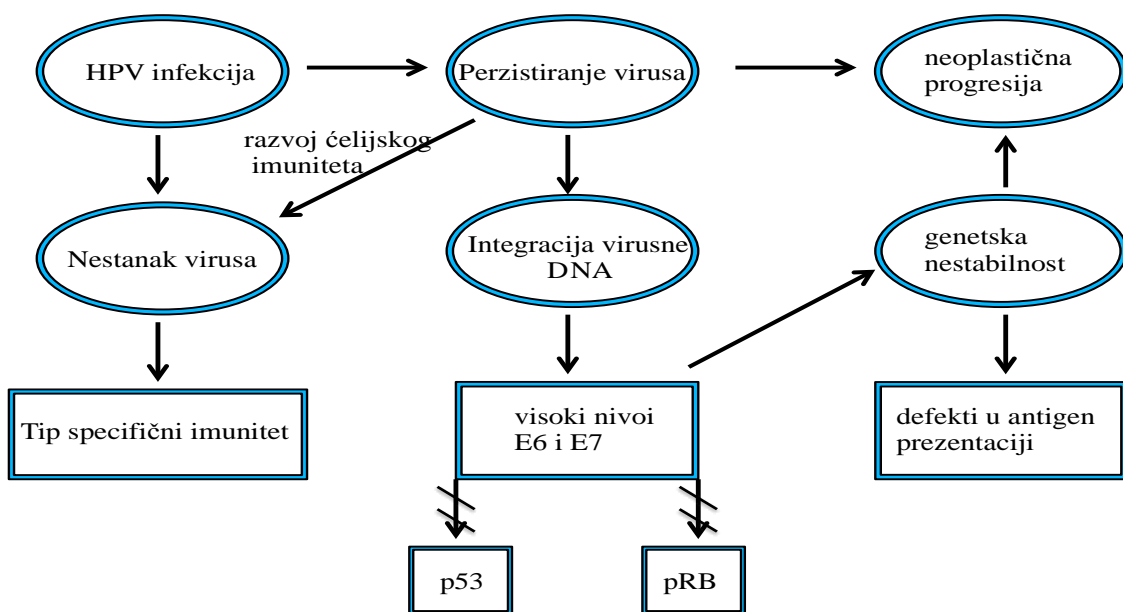 HPV infekcija
Perzistiranje virusa
neoplastična
progresija
razvoj ćelijskog
imuniteta
Nestanak virusa
Integracija virusne
DNA
genetska
nestabilnost
Tip specifični imunitet
visoki nivoi
E6 i E7
defekti u antigen
prezentaciji
p53
pRB